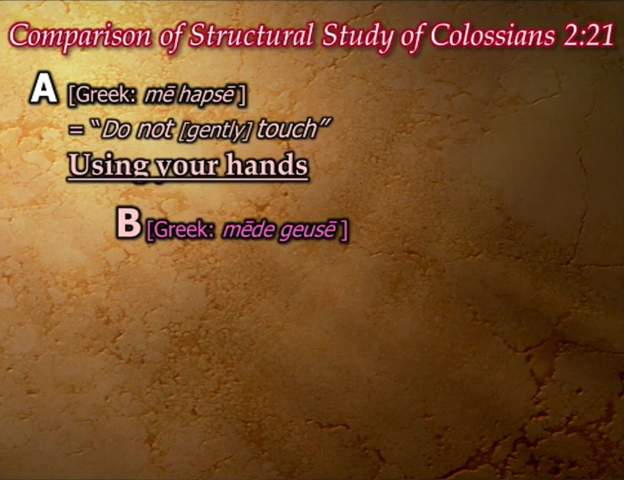 Comparison of Structural Study of Colossians 2:21
A [Greek: mē hapsē ]
= “Do not [gently] touch”
Using your hands
B [Greek: mēde geusē ]